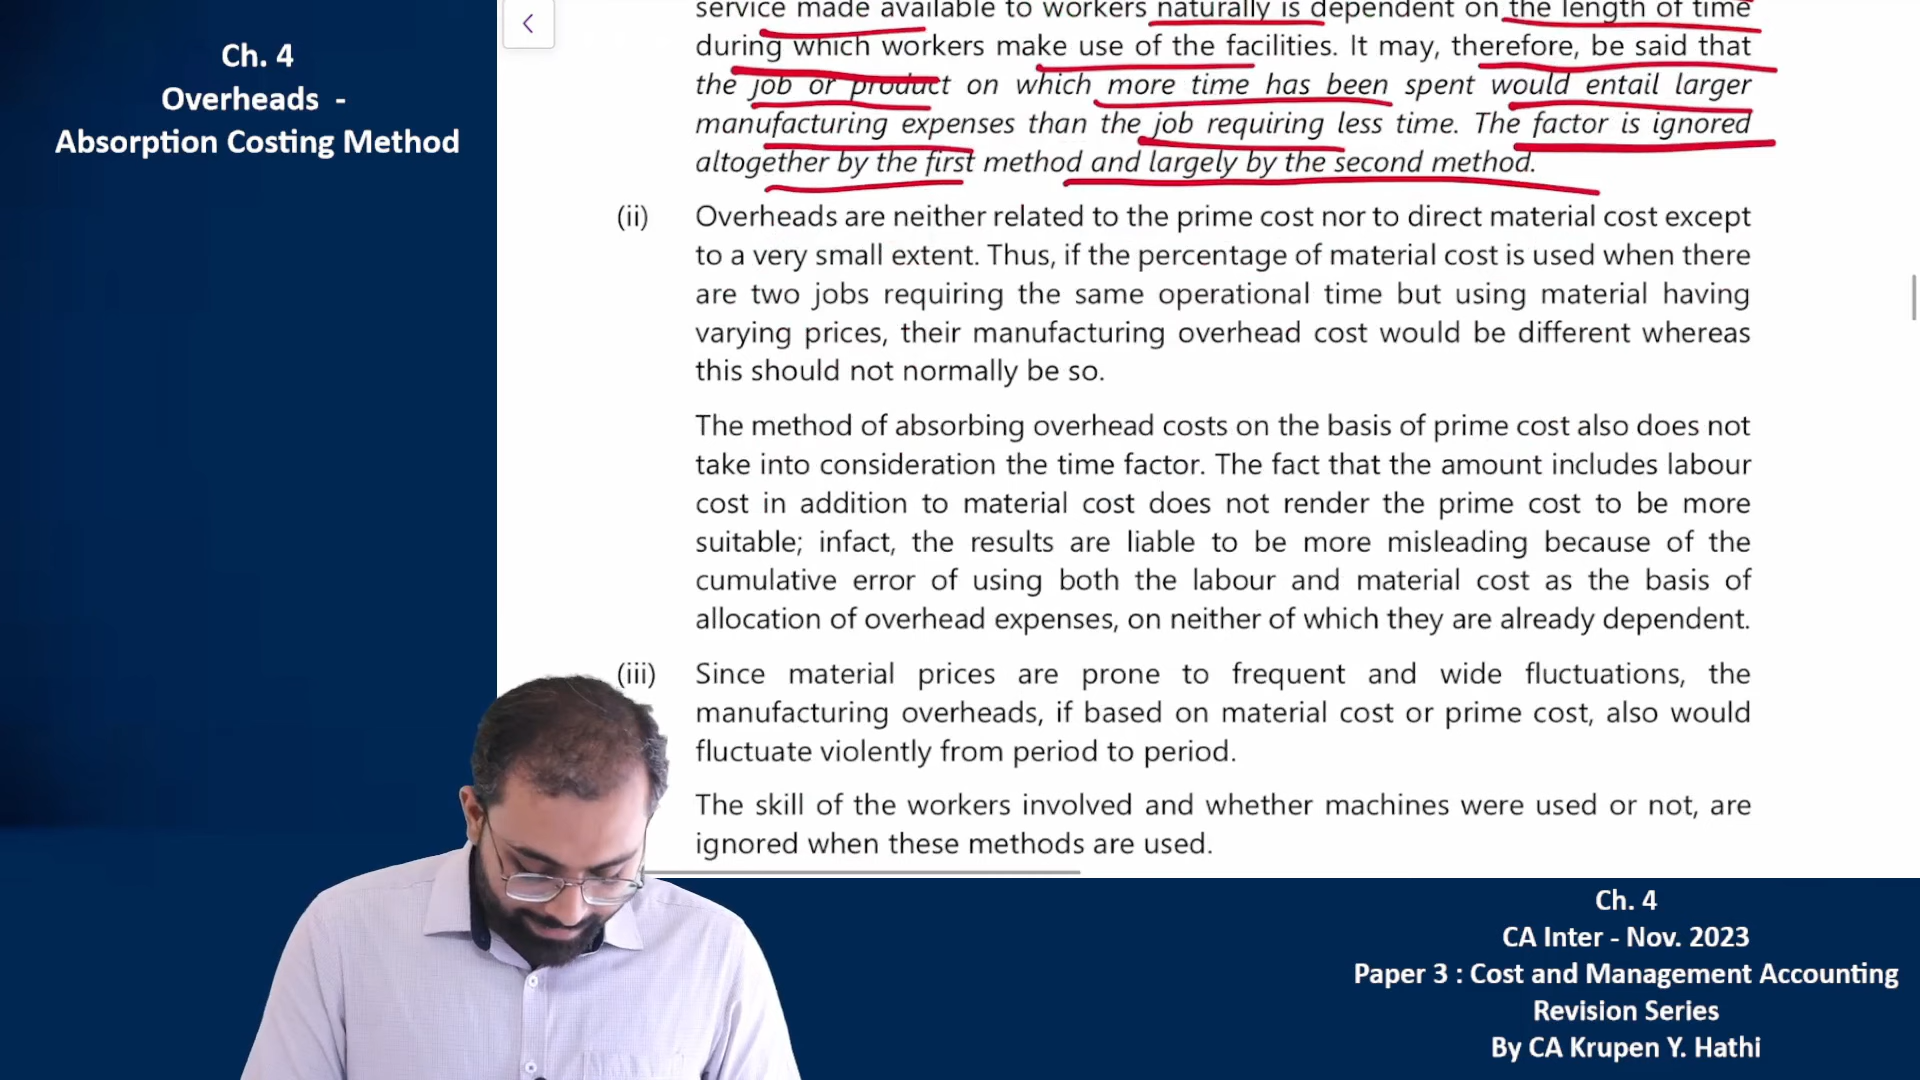 Ch. 4
Overheads -
Absorption Costing Method
service made available to workers naturally is dependent on the length of time
during which workers make use of the facilities. It may, therefore, be said that
the job or product on which more time has been spent would entail larger
manufacturing expenses than the job requiring less time. The factor is ignored
altogether by the first method and largely by the second method.
(ii) Overheads are neither related to the prime cost nor to direct material cost except
to a very small extent. Thus, if the percentage of material cost is used when there
are two jobs requiring the same operational time but using material having
varying prices, their manufacturing overhead cost would be different whereas
this should not normally be so.
The method of absorbing overhead costs on the basis of prime cost also does not
take into consideration the time factor. The fact that the amount includes labour
cost in addition to material cost does not render the prime cost to be more
suitable; infact, the results are liable to be more misleading because of the
cumulative error of using both the labour and material cost as the basis of
allocation of overhead expenses, on neither of which they are already dependent.
(iii) Since material prices are prone to frequent and wide fluctuations, the
manufacturing overheads, if based on material cost or prime cost, also would
fluctuate violently from period to period.
The skill of the workers involved and whether machines were used or not, are
ignored when these methods are used.
Ch. 4
CA Inter - Nov. 2023
Paper 3 : Cost and Management Accounting
Revision Series
By CA Krupen Y. Hathi